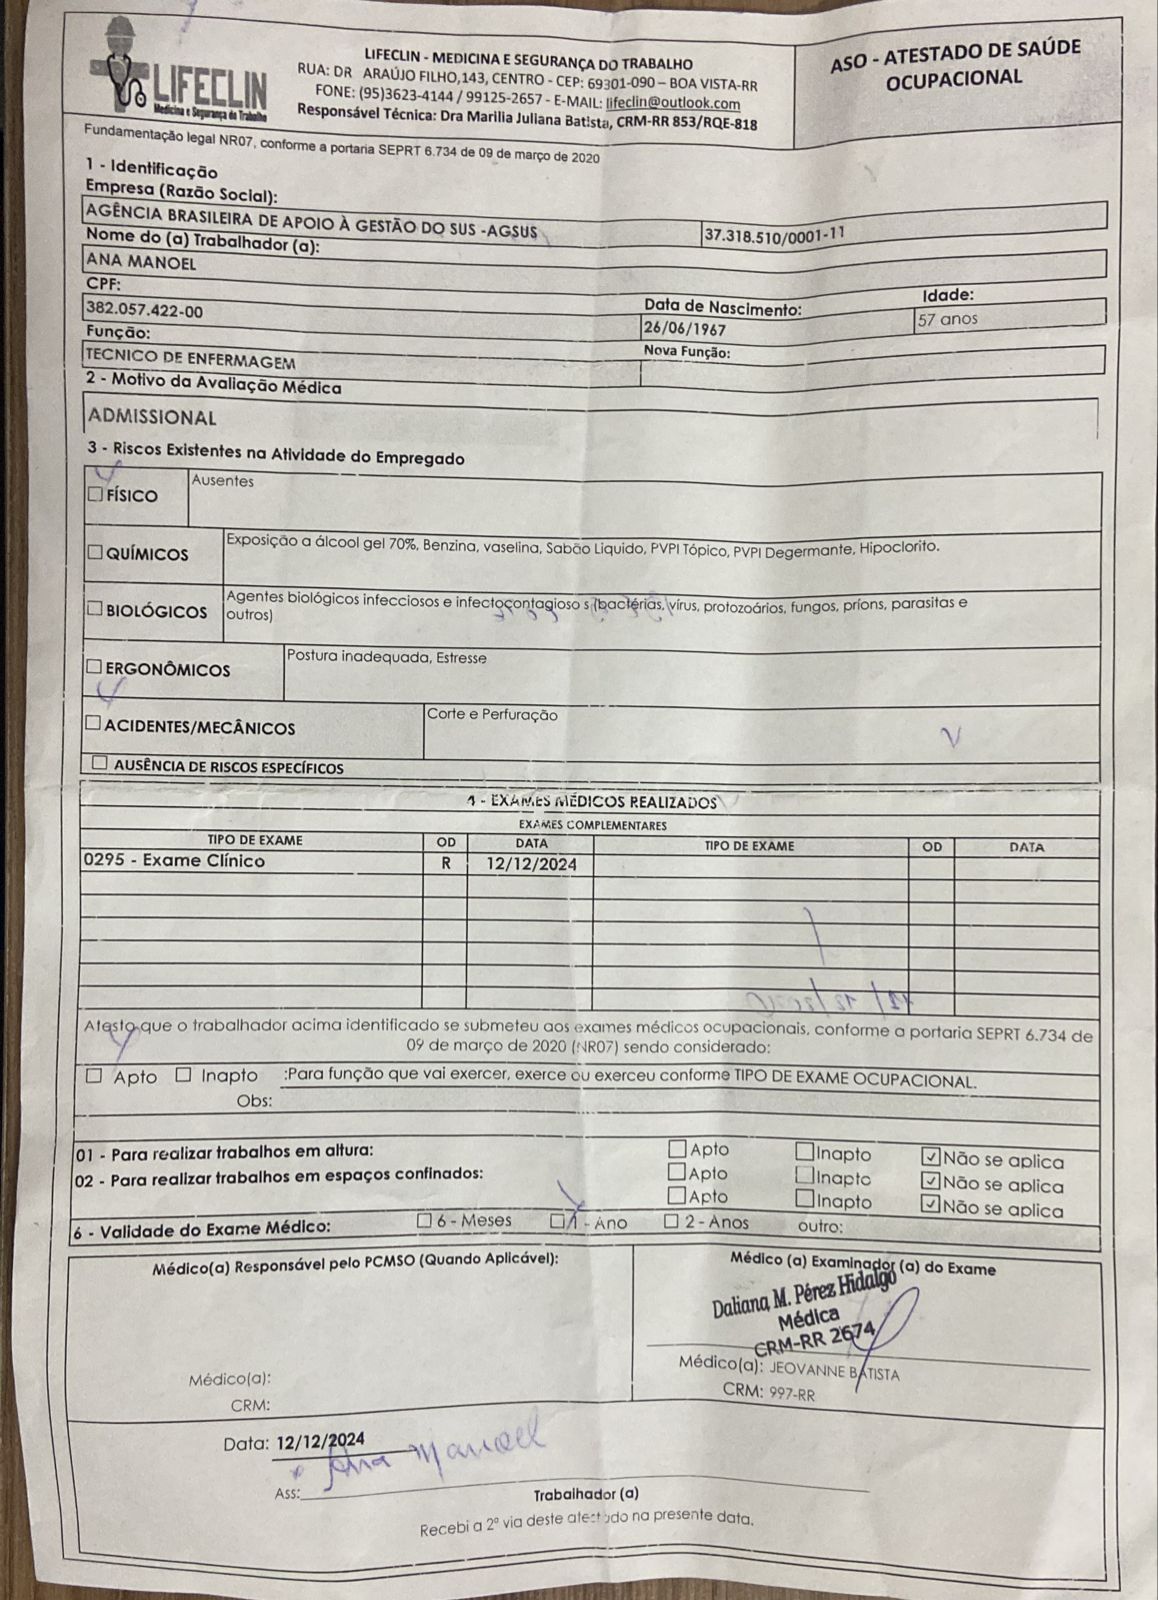 LIFECLIN
Medicina e Segurança do Trabalho
LIFECLIN - MEDICINA E SEGURANÇA DO TRABALHO
RUA: DR ARAÚJO FILHO,143, CENTRO - CEP: 69301-090 – BOA VISTA-RR
FONE: (95)3623-4144 / 99125-2657 - E-MAIL: lifeclin@outlook.com
Responsável Técnica: Dra Marilia Juliana Batista, CRM-RR 853/RQE-818
ASO - ATESTADO DE SAÚDE
OCUPACIONAL
Fundamentação legal NR07, conforme a portaria SEPRT 6.734 de 09 de março de 2020
1 - Identificação
Empresa (Razão Social):
AGÊNCIA BRASILEIRA DE APOIO À GESTÃO DO SUS -AGSUS 37.318.510/0001-11
Nome do (a) Trabalhador (a):
ANA MANOEL
CPF: Data de Nascimento: Idade:
382.057.422-00 26/06/1967 57 anos
Função: Nova Função:
TECNICO DE ENFERMAGEM
2 - Motivo da Avaliação Médica
ADMISSIONAL
3 - Riscos Existentes na Atividade do Empregado
FÍSICO Ausentes
QUÍMICOS Exposição a álcool gel 70%, Benzina, vaselina, Sabão Liquido, PVPI Tópico, PVPI Degermante, Hipoclorito.
BIOLÓGICOS Agentes biológicos infecciosos e infectocontagioso s (bactérias, vírus, protozoários, fungos, príons, parasitas e
outros)
ERGONÔMICOS Postura inadequada, Estresse
ACIDENTES/MECÂNICOS Corte e Perfuração
AUSÊNCIA DE RISCOS ESPECÍFICOS
4 - EXAMES MÉDICOS REALIZADOS
EXAMES COMPLEMENTARES
TIPO DE EXAME OD DATA TIPO DE EXAME OD DATA
0295 - Exame Clínico R 12/12/2024
Atesto que o trabalhador acima identificado se submeteu aos exames médicos ocupacionais, conforme a portaria SEPRT 6.734 de
09 de março de 2020 (NR07) sendo considerado:
Apto Inapto :Para função que vai exercer, exerce ou exerceu conforme TIPO DE EXAME OCUPACIONAL.
Obs:
01 - Para realizar trabalhos em altura: Apto Inapto Não se aplica
02 - Para realizar trabalhos em espaços confinados: Apto Inapto Não se aplica
Apto Inapto Não se aplica
6 - Validade do Exame Médico: 6 - Meses 1 - Ano 2 - Anos outro:
Médico(a) Responsável pelo PCMSO (Quando Aplicável):
Médico (a) Examinador (a) do Exame
Daliana M. Pérez Hidalgo
Médica
CRM-RR 2674
Médico(a): Médico(a): JEOVANNE BATISTA
CRM: CRM: 997-RR
Data: 12/12/2024
Ana Manoel
Ass:
Trabalhador (a)
Recebi a 2ª via deste atestado na presente data.